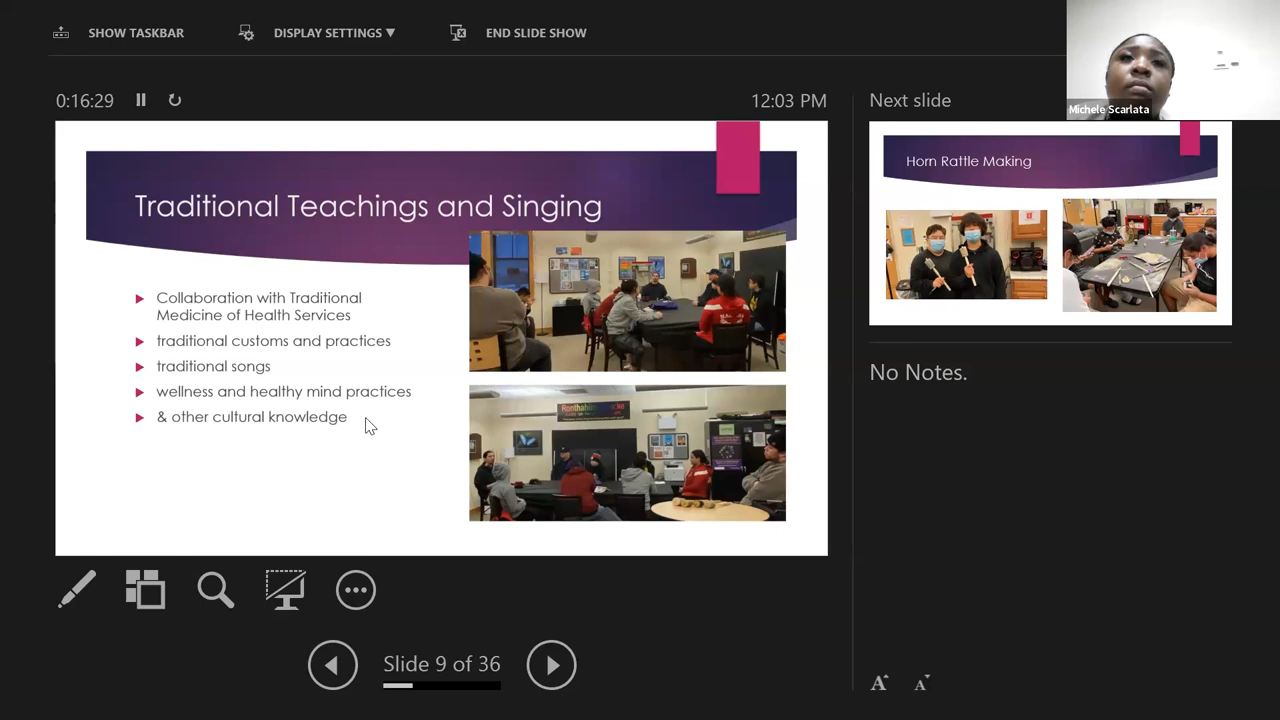 SHOW TASKBAR
DISPLAY SETTINGS ▼
END SLIDE SHOW
Michele Scarlata
0:16:29
12:03 PM
Next slide
Traditional Teachings and Singing
Collaboration with Traditional
Medicine of Health Services
traditional customs and practices
traditional songs
wellness and healthy mind practices
& other cultural knowledge
Horn Rattle Making
No Notes.
Slide 9 of 36
A A